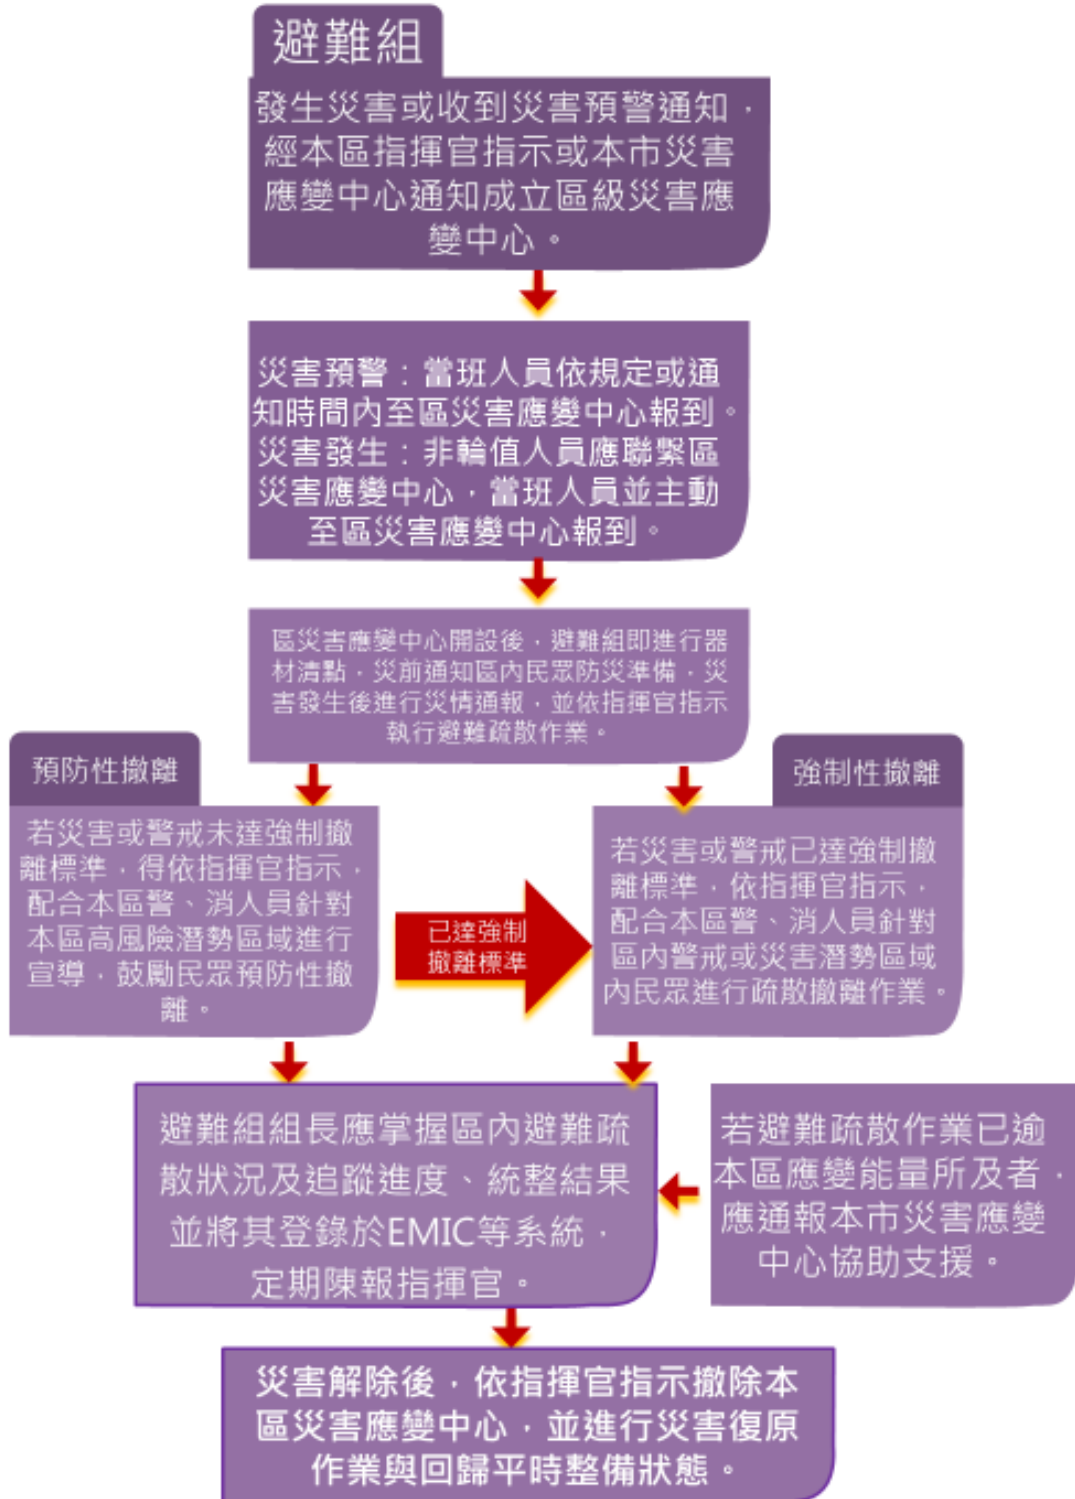 避難組
發生災害或收到災害預警通知，
經本區指揮官指示或本市災害
應變中心通知成立區級災害應
變中心。
災害預警：當班人員依規定或通
知時間內至區災害應變中心報到。
災害發生：非輪值人員應聯繫區
災害應變中心，當班人員並主動
至區災害應變中心報到。
區災害應變中心開設後，避難組即進行器
材清點，災前通知區內民眾防災準備，災
害發生後進行災情通報，並依指揮官指示
執行避難疏散作業。
預防性撤離
若災害或警戒未達強制撤
離標準，得依指揮官指示，
配合本區警、消人員針對
本區高風險潛勢區域進行
宣導，鼓勵民眾預防性撤
離。
已達強制
撤離標準
強制性撤離
若災害或警戒已達強制撤
離標準，依指揮官指示，
配合本區警、消人員針對
區內警戒或災害潛勢區域
內民眾進行疏散撤離作業。
避難組組長應掌握區內避難疏
散狀況及追蹤進度、統整結果
並將其登錄於EMIC等系統，
定期陳報指揮官。
若避難疏散作業已逾
本區應變能量所及者，
應通報本市災害應變
中心協助支援。
災害解除後，依指揮官指示撤除本
區災害應變中心，並進行災害復原
作業與回歸平時整備狀態。